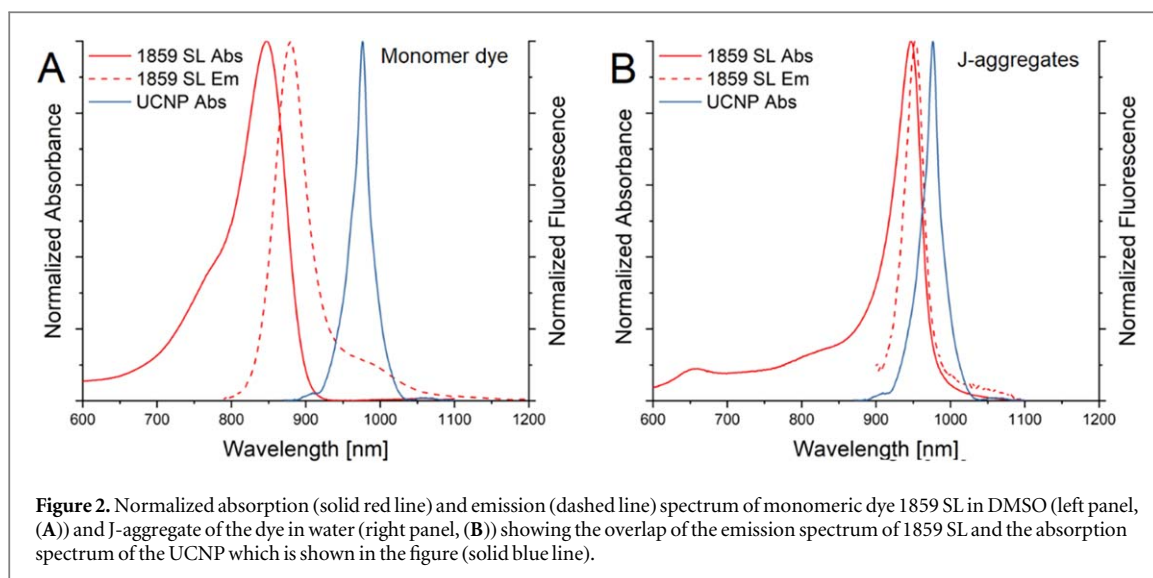 A
1859 SL Abs
1859 SL Em
UCNP Abs
Monomer dye
Normalized Absorbance
Normalized Fluorescence
600 700 800 900 1000 1100 1200
Wavelength [nm]
B
1859 SL Abs
1859 SL Em
UCNP Abs
J-aggregates
Normalized Absorbance
Normalized Fluorescence
600 700 800 900 1000 1100 1200
Wavelength [nm]
Figure 2. Normalized absorption (solid red line) and emission (dashed line) spectrum of monomeric dye 1859 SL in DMSO (left panel,
(A)) and J-aggregate of the dye in water (right panel, (B)) showing the overlap of the emission spectrum of 1859 SL and the absorption
spectrum of the UCNP which is shown in the figure (solid blue line).